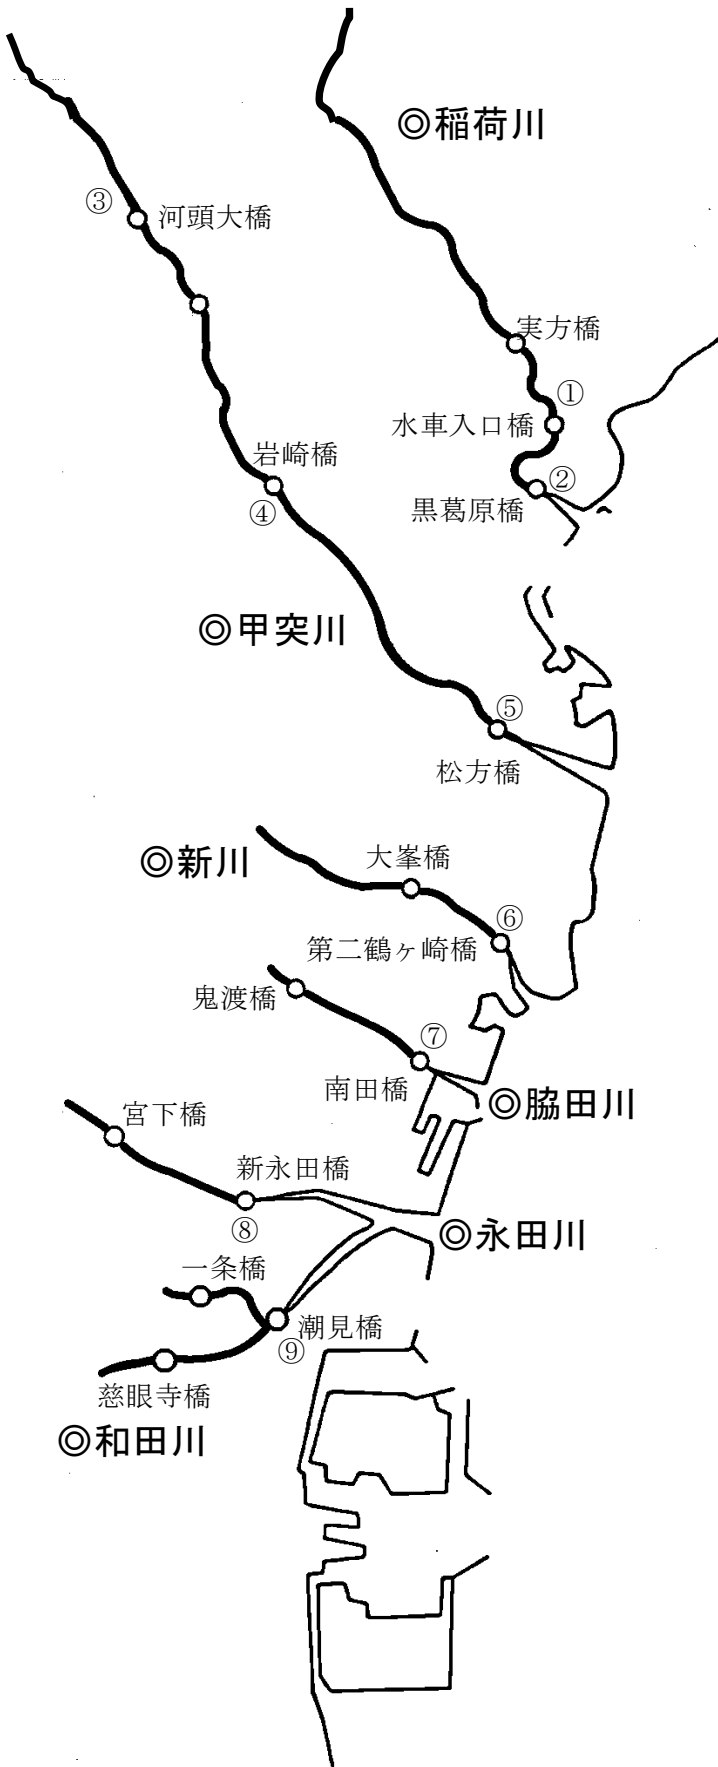 ◎稲荷川
③
河頭大橋
実方橋
①
水車入口橋
岩崎橋
②
④
黒葛原橋
◎甲突川
⑤
松方橋
◎新川
大峯橋
⑥
第二鶴ヶ崎橋
鬼渡橋
⑦
南田橋
◎脇田川
宮下橋
新永田橋
⑧
◎永田川
一条橋
潮見橋
⑨
慈眼寺橋
◎和田川